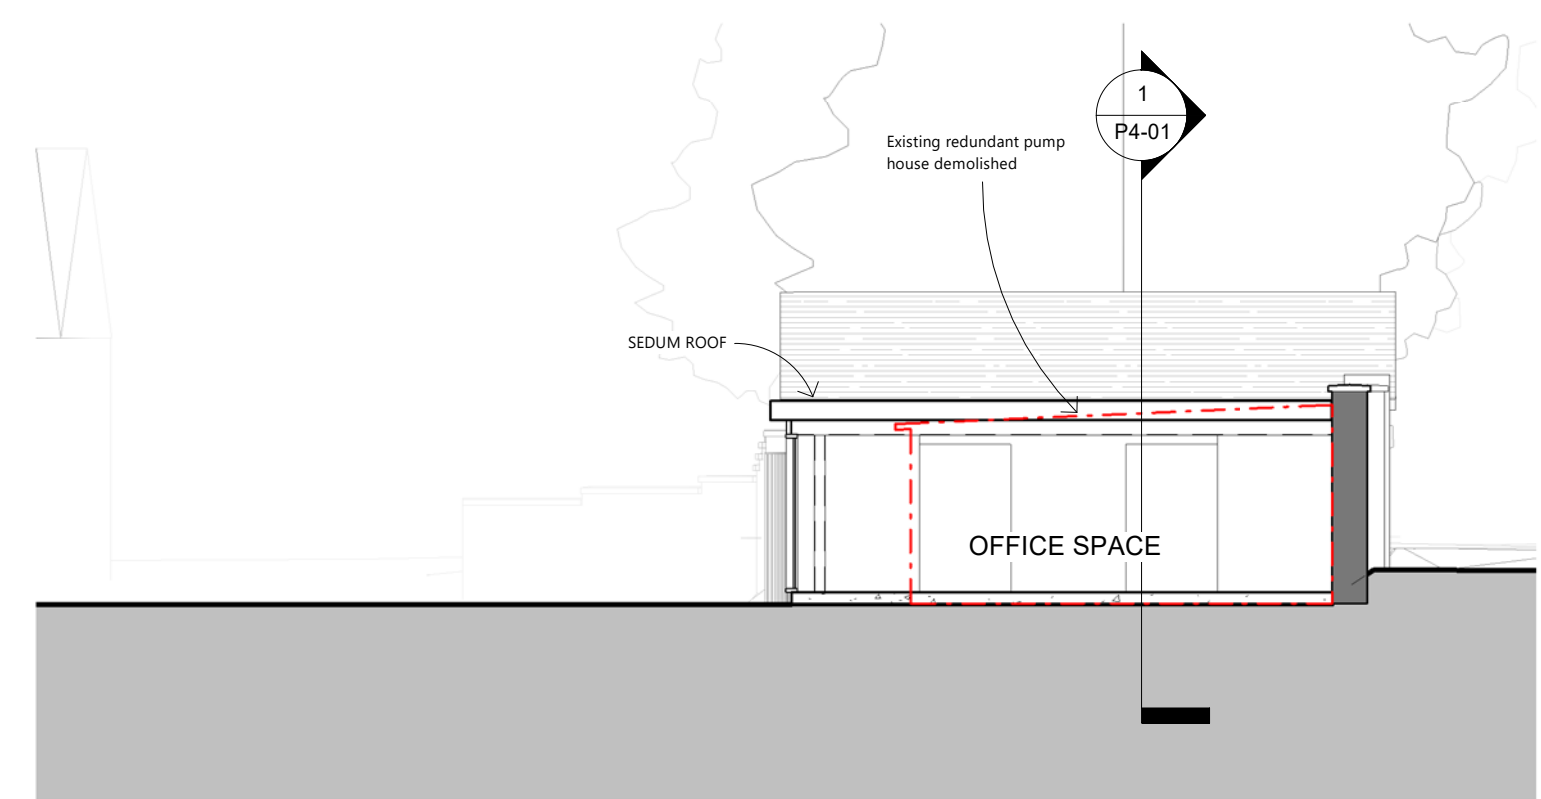 1
P4-01
Existing redundant pump
house demolished
SEDUM ROOF
OFFICE SPACE